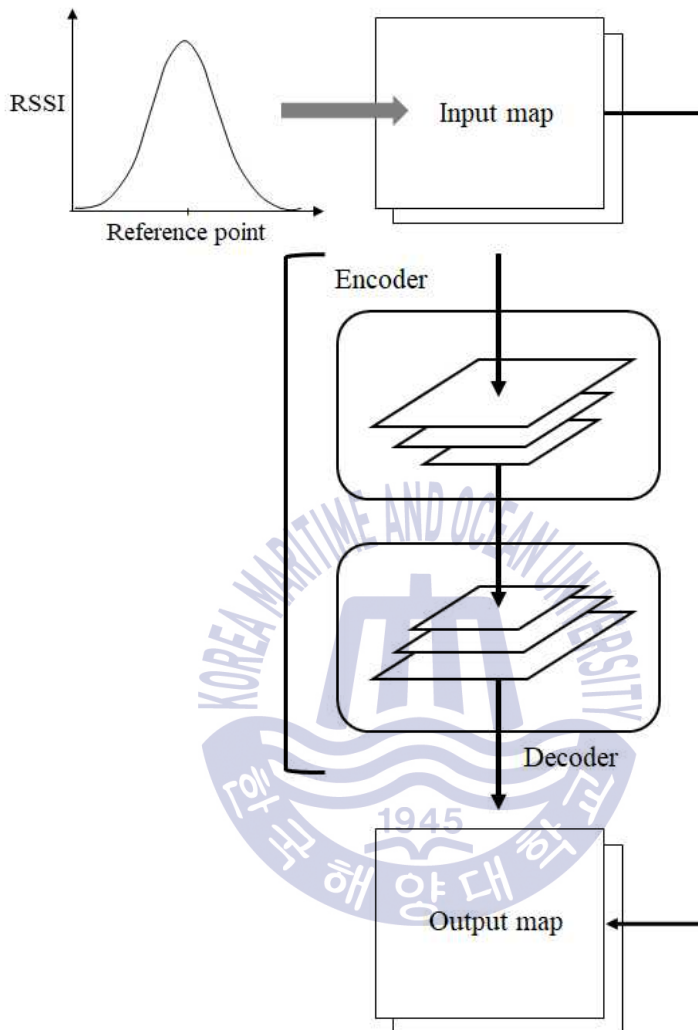 RSSI
Reference point
Input map
Encoder
Decoder
Output map
KOREA MARITIME AND OCEAN UNIVERSITY
1945
한국해양대학교